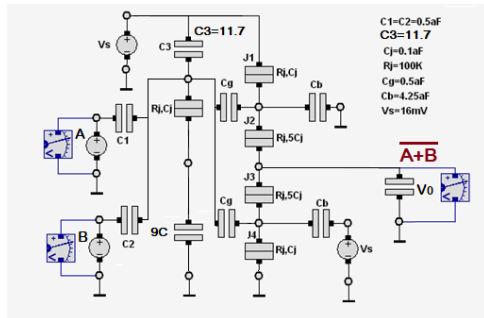 C3=11.7
C1=C2=0.5aF
C3=11.7
Cj=0.1aF
Rj=100K
Cg=0.5aF
Cb=4.25aF
Vs=16mV
Vs
C3
J1
Rj,Cj
Cg
Cb
Rj,Cj
A
C1
J2
Rj,5Cj
A+B
J3
Rj,5Cj
V0
B
C2
9C
Cg
Cb
J4
Rj,Cj
Vs